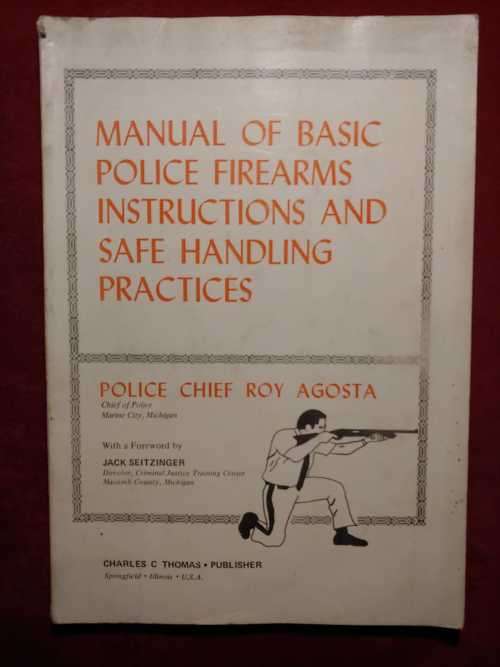 MANUAL OF BASIC
POLICE FIREARMS
INSTRUCTIONS AND
SAFE HANDLING
PRACTICES
POLICE CHIEF ROY AGOSTA
Chief of Police
Marine City, Michigan
With a Foreword by
JACK SEITZINGER
Director, Criminal Justice Training Center
Macomb County, Michigan
CHARLES C THOMAS • PUBLISHER
Springfield • Illinois • U.S.A.